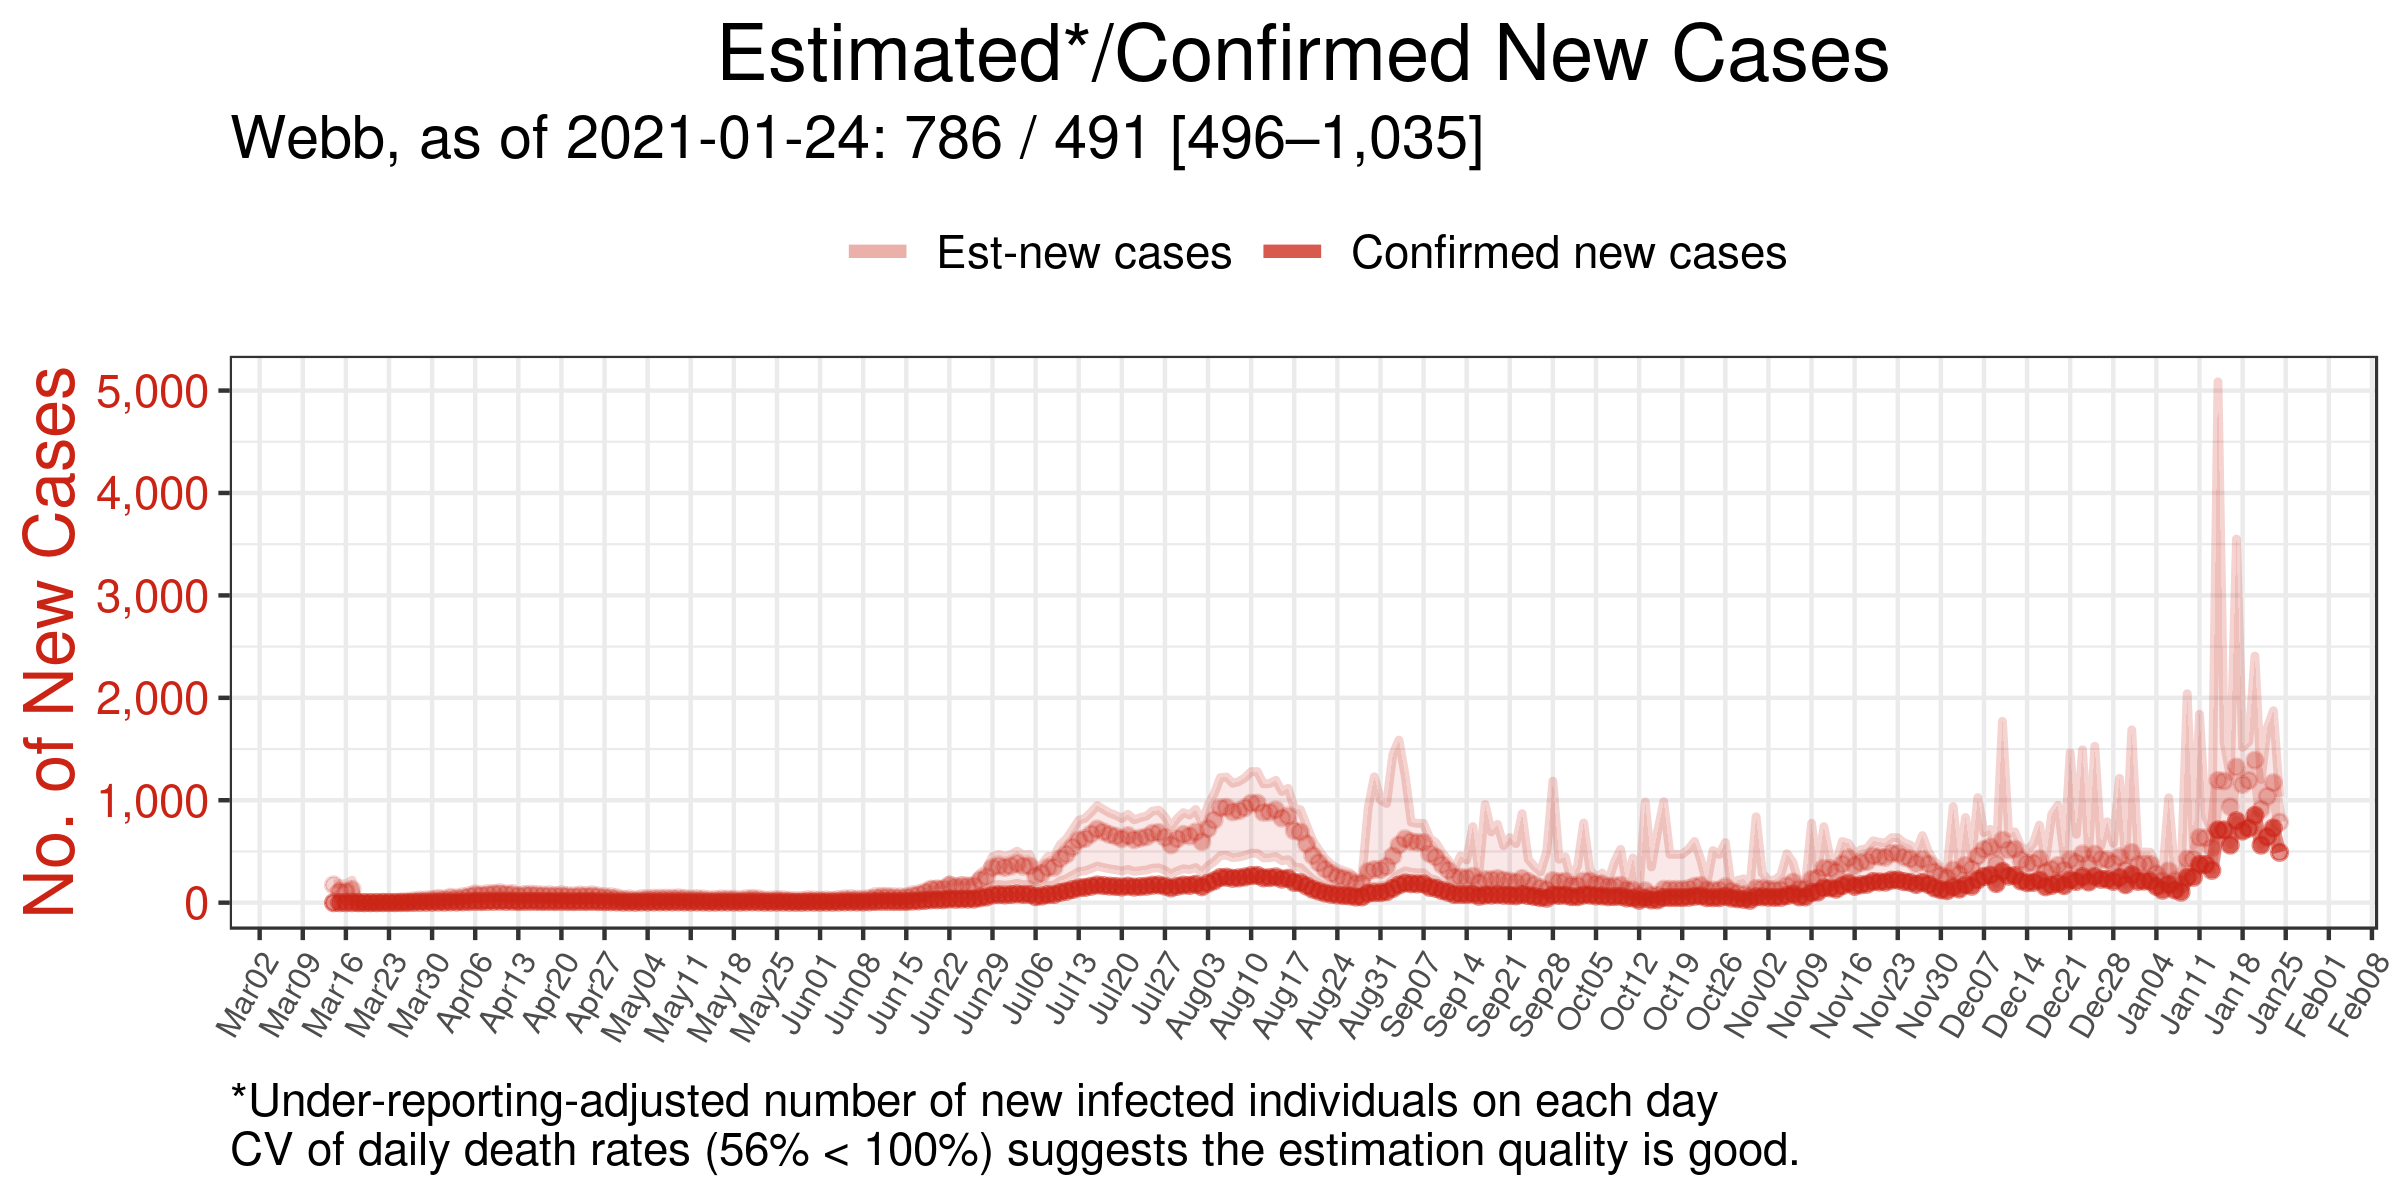 Estimated*/Confirmed New Cases
Webb, as of 2021-01-24: 786 / 491 [496–1,035]
Est-new cases Confirmed new cases
No. of New Cases
5,000
4,000
3,000
2,000
1,000
0
Mar02 Mar09 Mar16 Mar23 Mar30 Apr06 Apr13 Apr20 Apr27 May04 May11 May18 May25 Jun01 Jun08 Jun15 Jun22 Jun29 Jul06 Jul13 Jul20 Jul27 Aug03 Aug10 Aug17 Aug24 Aug31 Sep07 Sep14 Sep21 Sep28 Oct05 Oct12 Oct19 Oct26 Nov02 Nov09 Nov16 Nov23 Nov30 Dec07 Dec14 Dec21 Dec28 Jan04 Jan11 Jan18 Jan25 Feb01 Feb08
*Under-reporting-adjusted number of new infected individuals on each day
CV of daily death rates (56% < 100%) suggests the estimation quality is good.